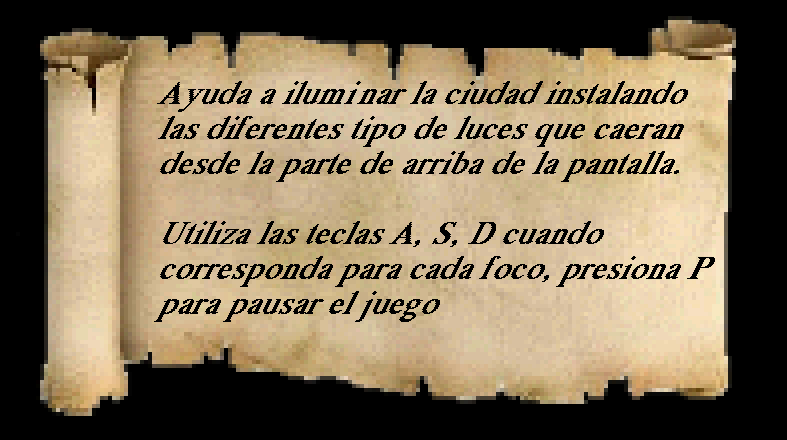 Ayuda a iluminar la ciudad instalando
las diferentes tipo de luces que caeran
desde la parte de arriba de la pantalla.
Utiliza las teclas A, S, D cuando
corresponda para cada foco, presiona P
para pausar el juego